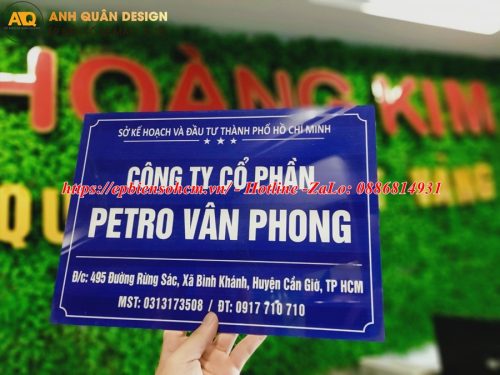 ANH QUÂN DESIGN
HOÀNG KIM
SỞ KẾ HOẠCH VÀ ĐẦU TƯ THÀNH PHỐ HỒ CHÍ MINH
CÔNG TY CỔ PHẦN
https://epbiensohcm.vn/ - Hotline -ZaLo: 0886814931
PETRO VÂN PHONG
Đ/c: 495 Đường Rừng Sác, Xã Bình Khánh, Huyện Cần Giờ, TP HCM
MST: 0313173508 / ĐT: 0917 710 710